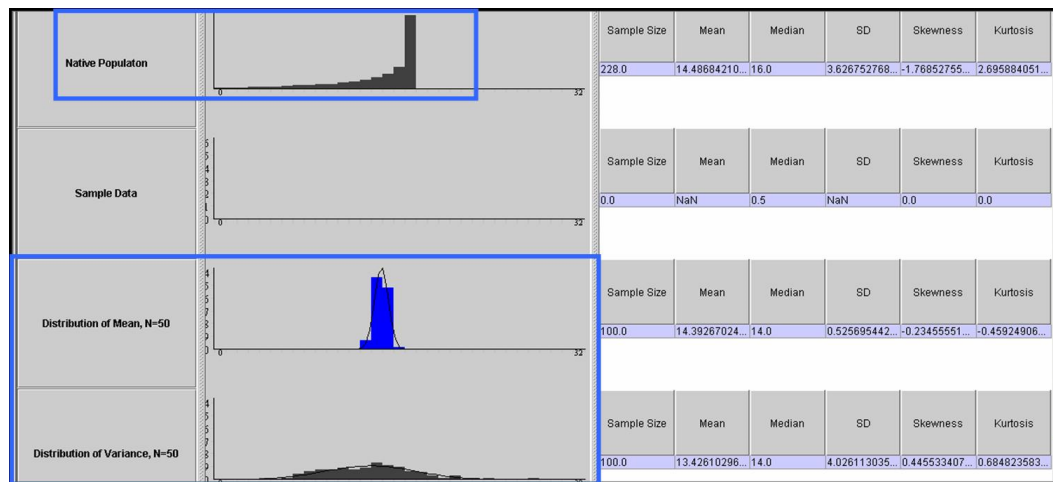 Native Populaton
0
32
Sample Size Mean Median SD Skewness Kurtosis
228.0 14.48684210... 16.0 3.626752768... -1.76852755... 2.695884051...
Sample Data
0
32
Sample Size Mean Median SD Skewness Kurtosis
0.0 NaN 0.5 NaN 0.0 0.0
Distribution of Mean, N=50
0
32
Sample Size Mean Median SD Skewness Kurtosis
100.0 14.39267024... 14.0 0.525695442... -0.23455551... -0.45924906...
Distribution of Variance, N=50
Sample Size Mean Median SD Skewness Kurtosis
100.0 13.42610296... 14.0 4.026113035... 0.445533407... 0.684823583...